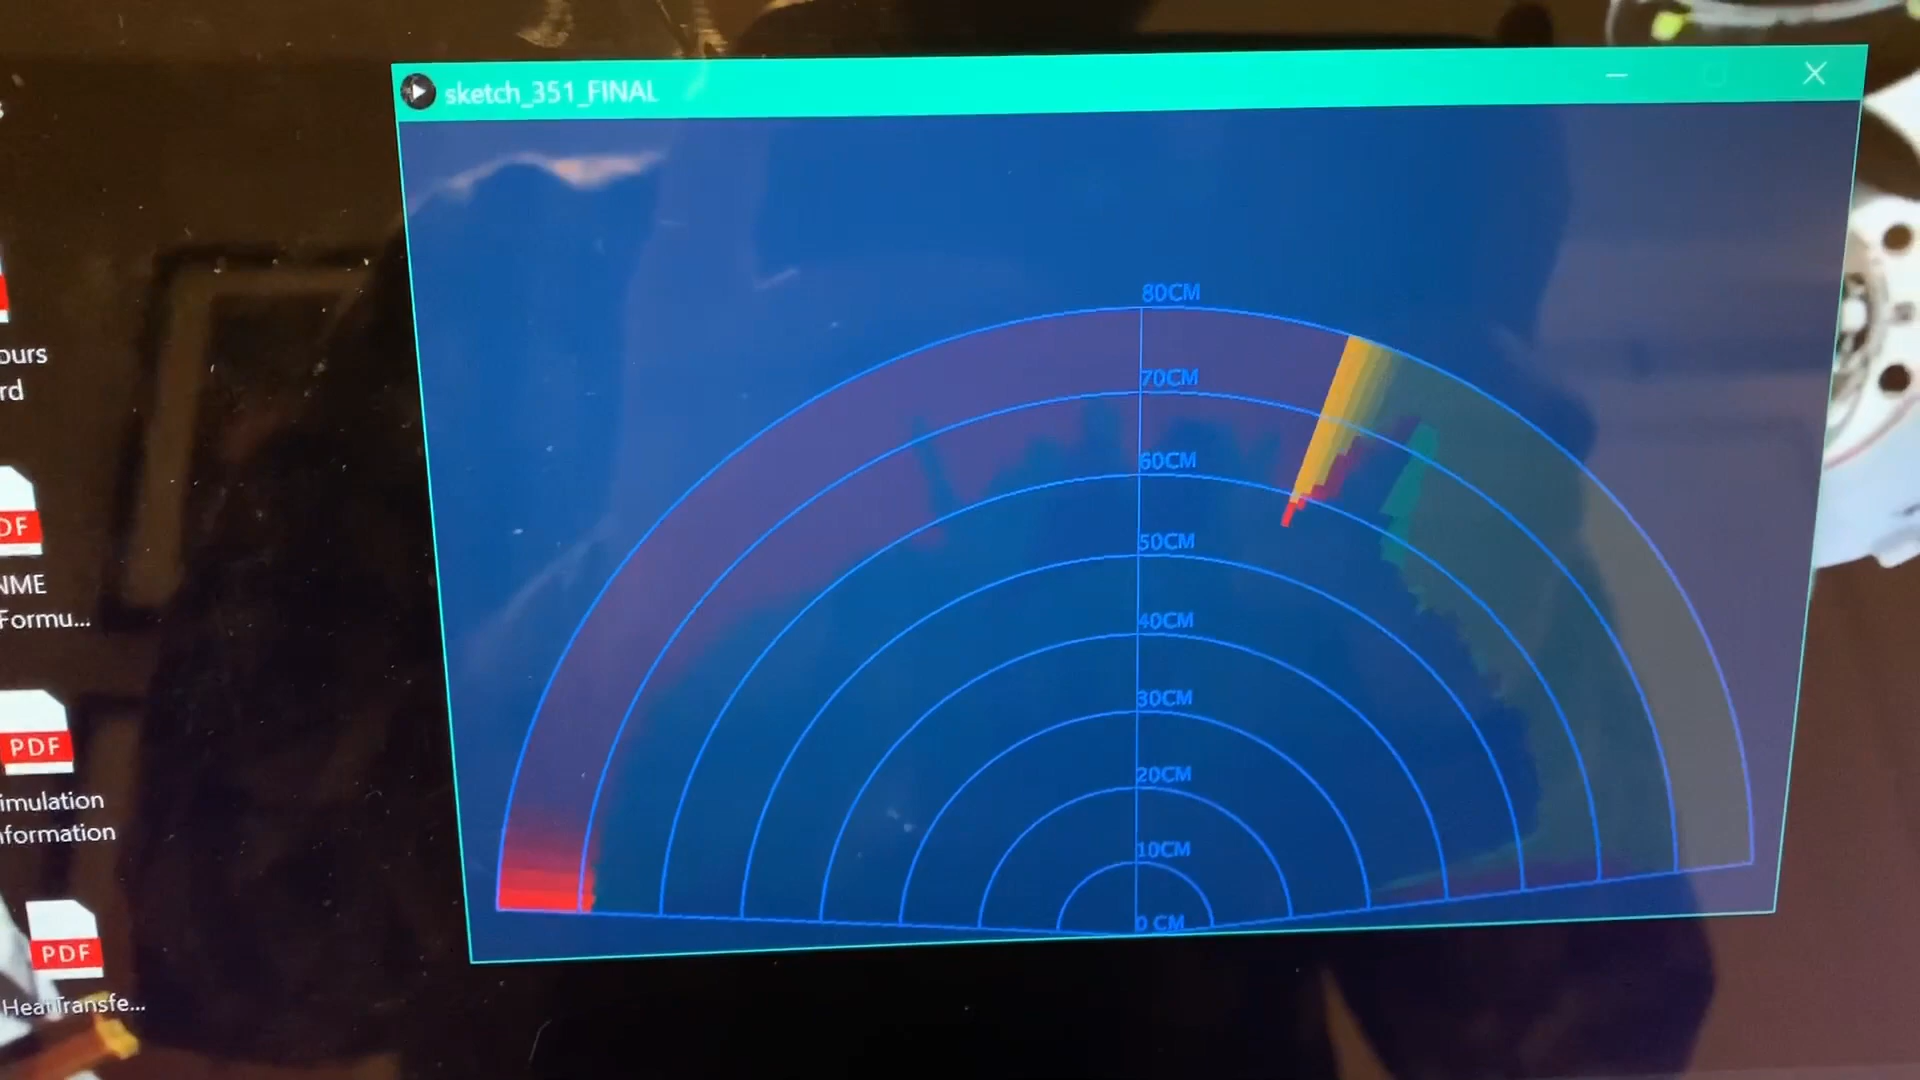 sketch_351_FINAL
80CM
70CM
60CM
50CM
40CM
30CM
20CM
10CM
0 CM
ours
rd
DF
NME
Formu...
PDF
imulation
nformation
PDF
HeatTransfe...